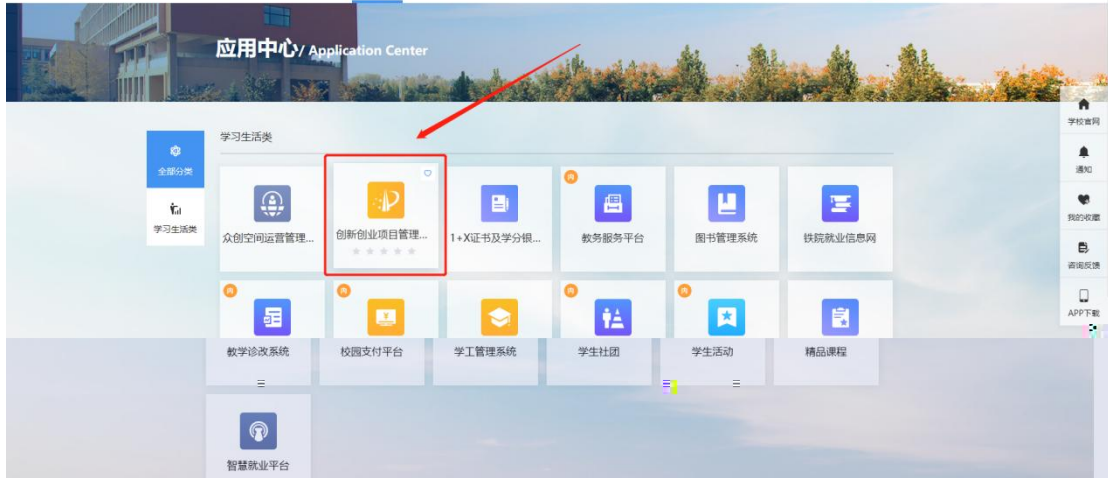 应用中心/ Application Center
学习生活类
全部分类
学习生活类
众创空间运营管理...
创新创业项目管理...
1+X证书及学分银...
教务服务平台
图书管理系统
铁院就业信息网
内
内
内
内
内
教学诊改系统
校园支付平台
学工管理系统
学生社团
学生活动
精品课程
智慧就业平台
学校官网
通知
我的收藏
咨询反馈
APP下载